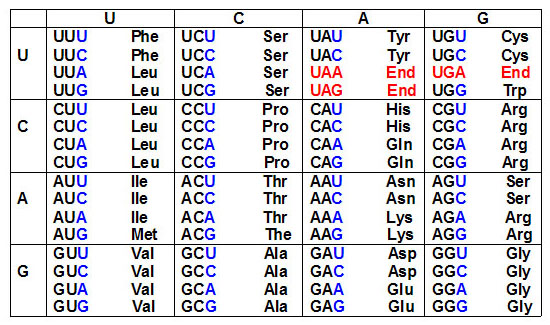 U C A G
UUU Phe UCU Ser UAU Tyr UGU Cys
U UUC Phe UCC Ser UAC Tyr UGC Cys
UUA Leu UCA Ser UAA End UGA End
UUG Leu UCG Ser UAG End UGG Trp
CUU Leu CCU Pro CAU His CGU Arg
C CUC Leu CCC Pro CAC His CGC Arg
CUA Leu CCA Pro CAA Gln CGA Arg
CUG Leu CCG Pro CAG Gln CGG Arg
AUU Ile ACU Thr AAU Asn AGU Ser
A AUC Ile ACC Thr AAC Asn AGC Ser
AUA Ile ACA Thr AAA Lys AGA Arg
AUG Met ACG The AAG Lys AGG Arg
GUU Val GCU Ala GAU Asp GGU Gly
G GUC Val GCC Ala GAC Asp GGC Gly
GUA Val GCA Ala GAA Glu GGA Gly
GUG Val GCG Ala GAG Glu GGG Gly